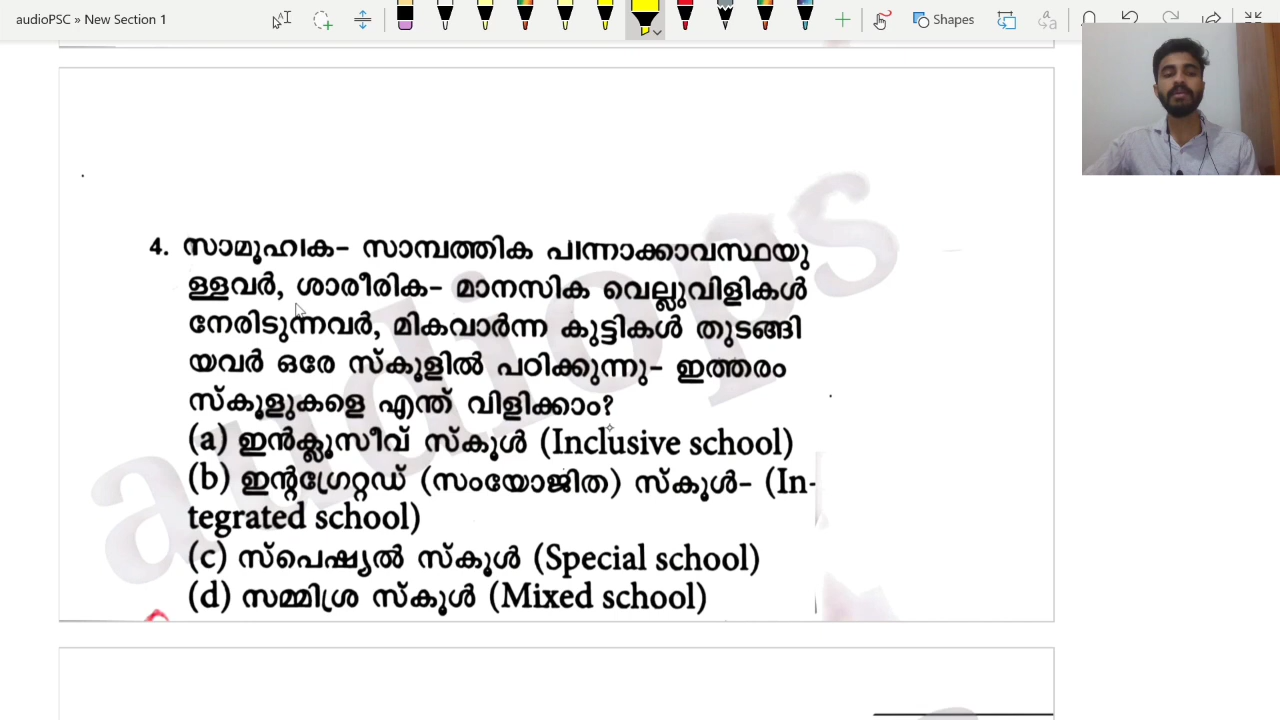 audioPSC » New Section 1
Shapes
4. സാമൂഹിക- സാമ്പത്തിക പിന്നാക്കാവസ്ഥയു
ള്ളവർ, ശാരീരിക- മാനസിക വെല്ലുവിളികൾ
നേരിടുന്നവർ, മികവാർന്ന കുട്ടികൾ തുടങ്ങി
യവർ ഒരേ സ്കൂളിൽ പഠിക്കുന്നു- ഇത്തരം
സ്കൂളുകളെ എന്ത് വിളിക്കാം?
(a) ഇൻക്ലൂസീവ് സ്കൂൾ (Inclusive school)
(b) ഇന്റഗ്രേറ്റഡ് (സംയോജിത) സ്കൂൾ- (In-
tegrated school)
(c) സ്പെഷ്യൽ സ്കൂൾ (Special school)
(d) സമ്മിശ്ര സ്കൂൾ (Mixed school)
audiops